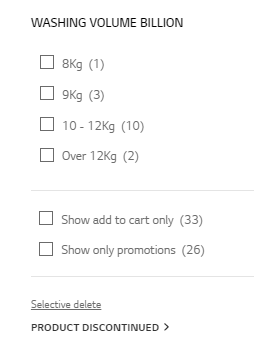 WASHING VOLUME BILLION
8Kg (1)
9Kg (3)
10 - 12Kg (10)
Over 12Kg (2)
Show add to cart only (33)
Show only promotions (26)
Selective delete
PRODUCT DISCONTINUED >